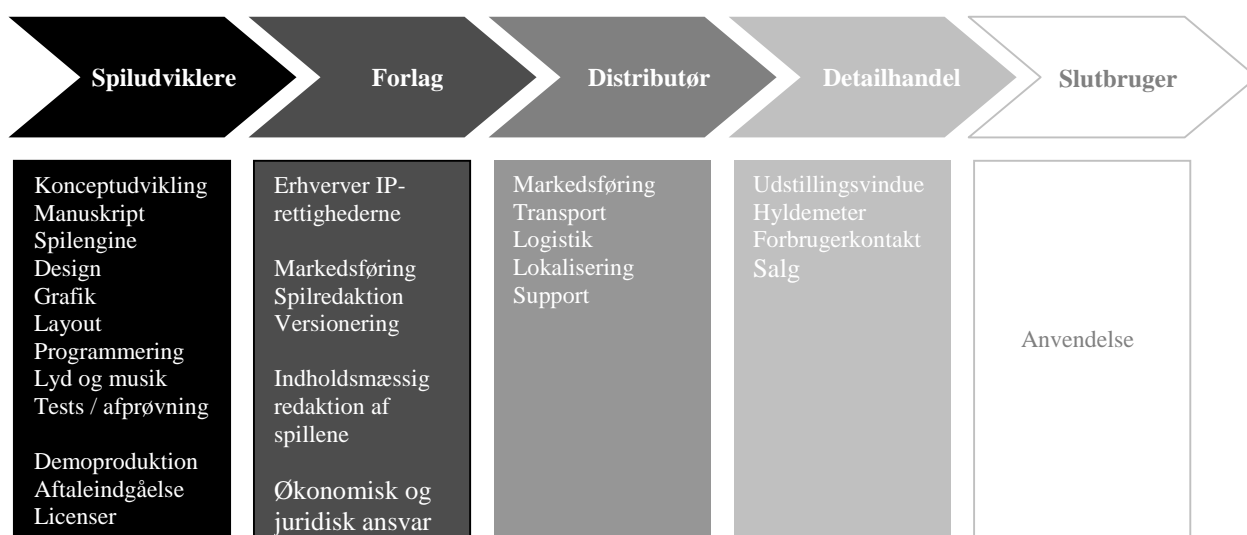 Spiludviklere
Forlag
Distributør
Detailhandel
Slutbruger
Konceptudvikling
Manuskript
Spilengine
Design
Grafik
Layout
Programmering
Lyd og musik
Tests / afprøvning
Demoproduktion
Aftaleindgåelse
Licenser
Erhverver IP-
rettighederne
Markedsføring
Spilredaktion
Versionering
Indholdsmæssig
redaktion af
spillene
Økonomisk og
juridisk ansvar
Markedsføring
Transport
Logistik
Lokalisering
Support
Udstillingsvindue
Hyldemeter
Forbrugerkontakt
Salg
Anvendelse